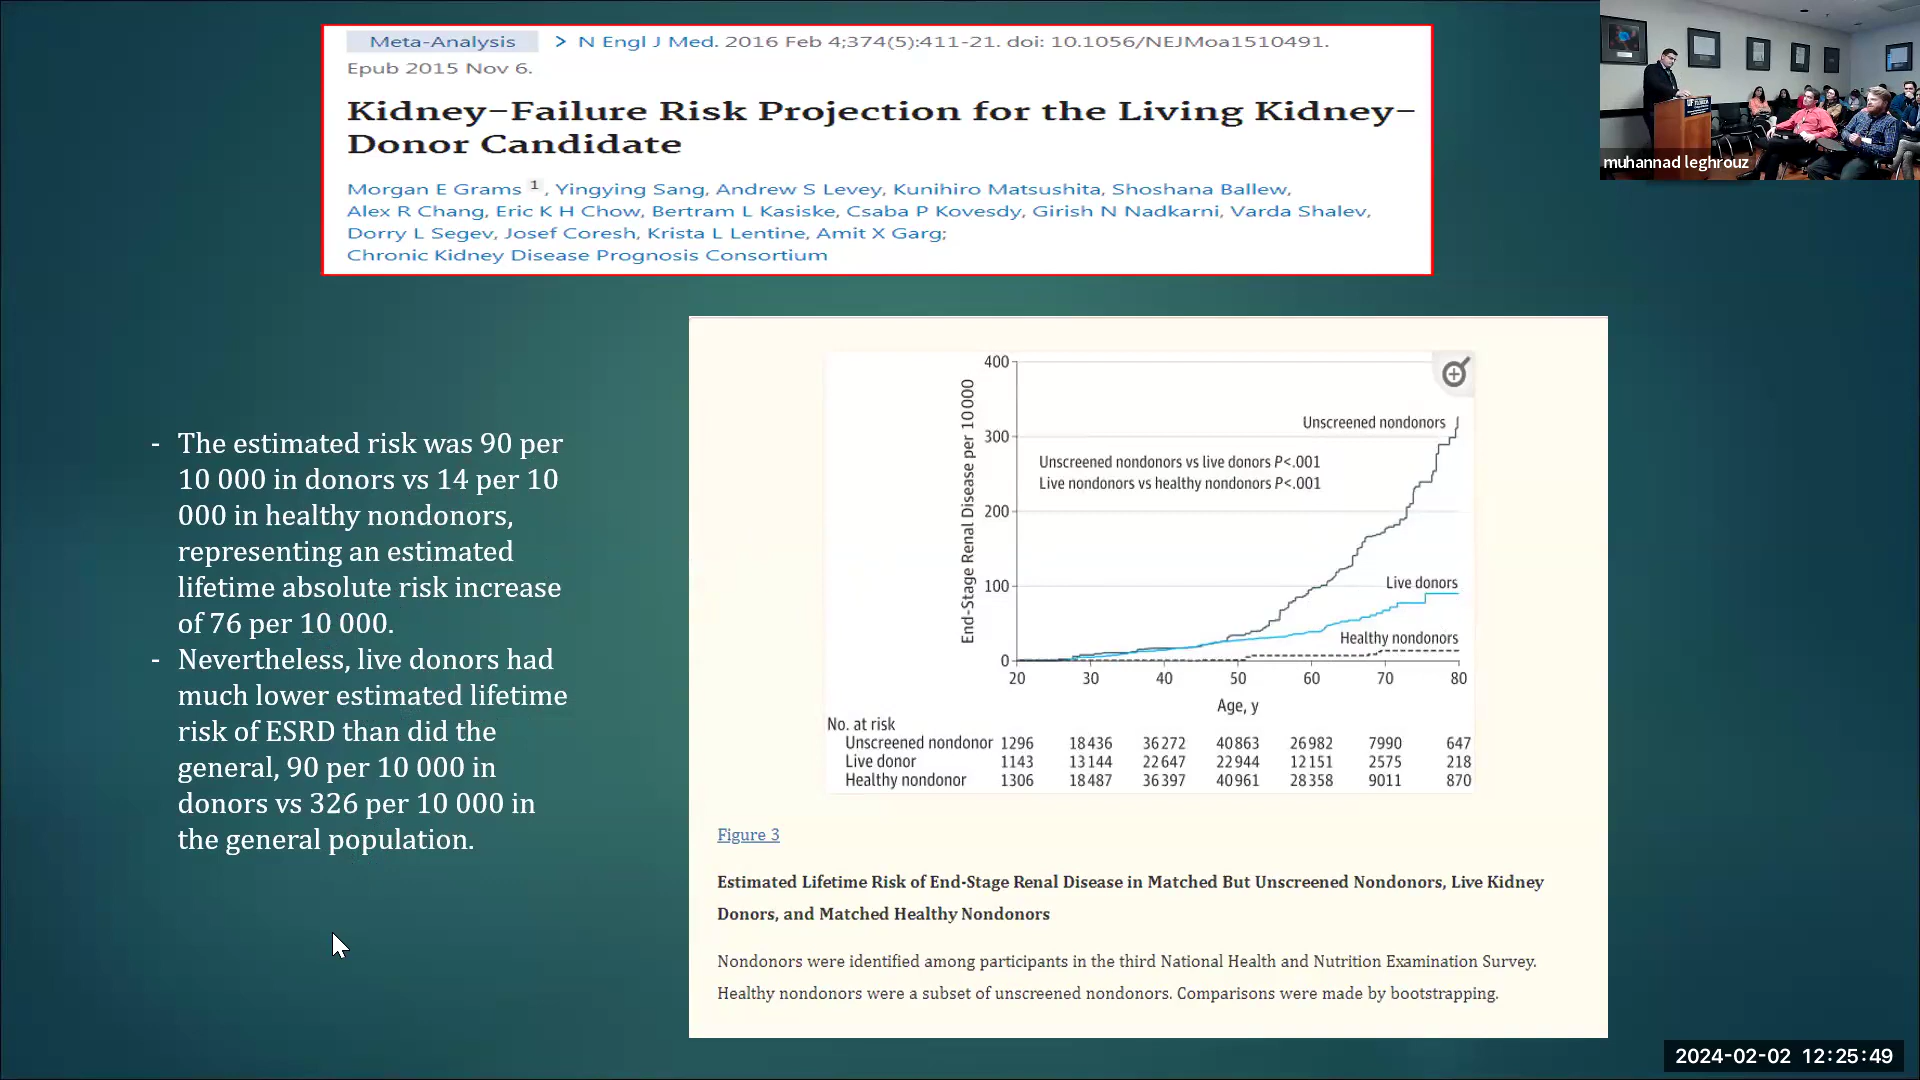 Meta-Analysis > N Engl J Med. 2016 Feb 4;374(5):411-21. doi: 10.1056/NEJMoa1510491.
Epub 2015 Nov 6.
Kidney-Failure Risk Projection for the Living Kidney-
Donor Candidate
Morgan E Grams 1, Yingying Sang, Andrew S Levey, Kunihiro Matsushita, Shoshana Ballew,
Alex R Chang, Eric K H Chow, Bertram L Kasiske, Csaba P Kovesdy, Girish N Nadkarni, Varda Shalev,
Dorry L Segev, Josef Coresh, Krista L Lentine, Amit X Garg;
Chronic Kidney Disease Prognosis Consortium
muhannad leghrouz
- The estimated risk was 90 per
10 000 in donors vs 14 per 10
000 in healthy nondonors,
representing an estimated
lifetime absolute risk increase
of 76 per 10 000.
- Nevertheless, live donors had
much lower estimated lifetime
risk of ESRD than did the
general, 90 per 10 000 in
donors vs 326 per 10 000 in
the general population.
End-Stage Renal Disease per 10000
400
300
200
100
0
Unscreened nondonors
Unscreened nondonors vs live donors P<.001
Live nondonors vs healthy nondonors P<.001
Live donors
Healthy nondonors
20 30 40 50 60 70 80
Age, y
No. at risk
Unscreened nondonor 1296 18436 36272 40863 26982 7990 647
Live donor 1143 13144 22647 22944 12151 2575 218
Healthy nondonor 1306 18487 36397 40961 28358 9011 870
Figure 3
Estimated Lifetime Risk of End-Stage Renal Disease in Matched But Unscreened Nondonors, Live Kidney
Donors, and Matched Healthy Nondonors
Nondonors were identified among participants in the third National Health and Nutrition Examination Survey.
Healthy nondonors were a subset of unscreened nondonors. Comparisons were made by bootstrapping.
2024-02-02 12:25:49